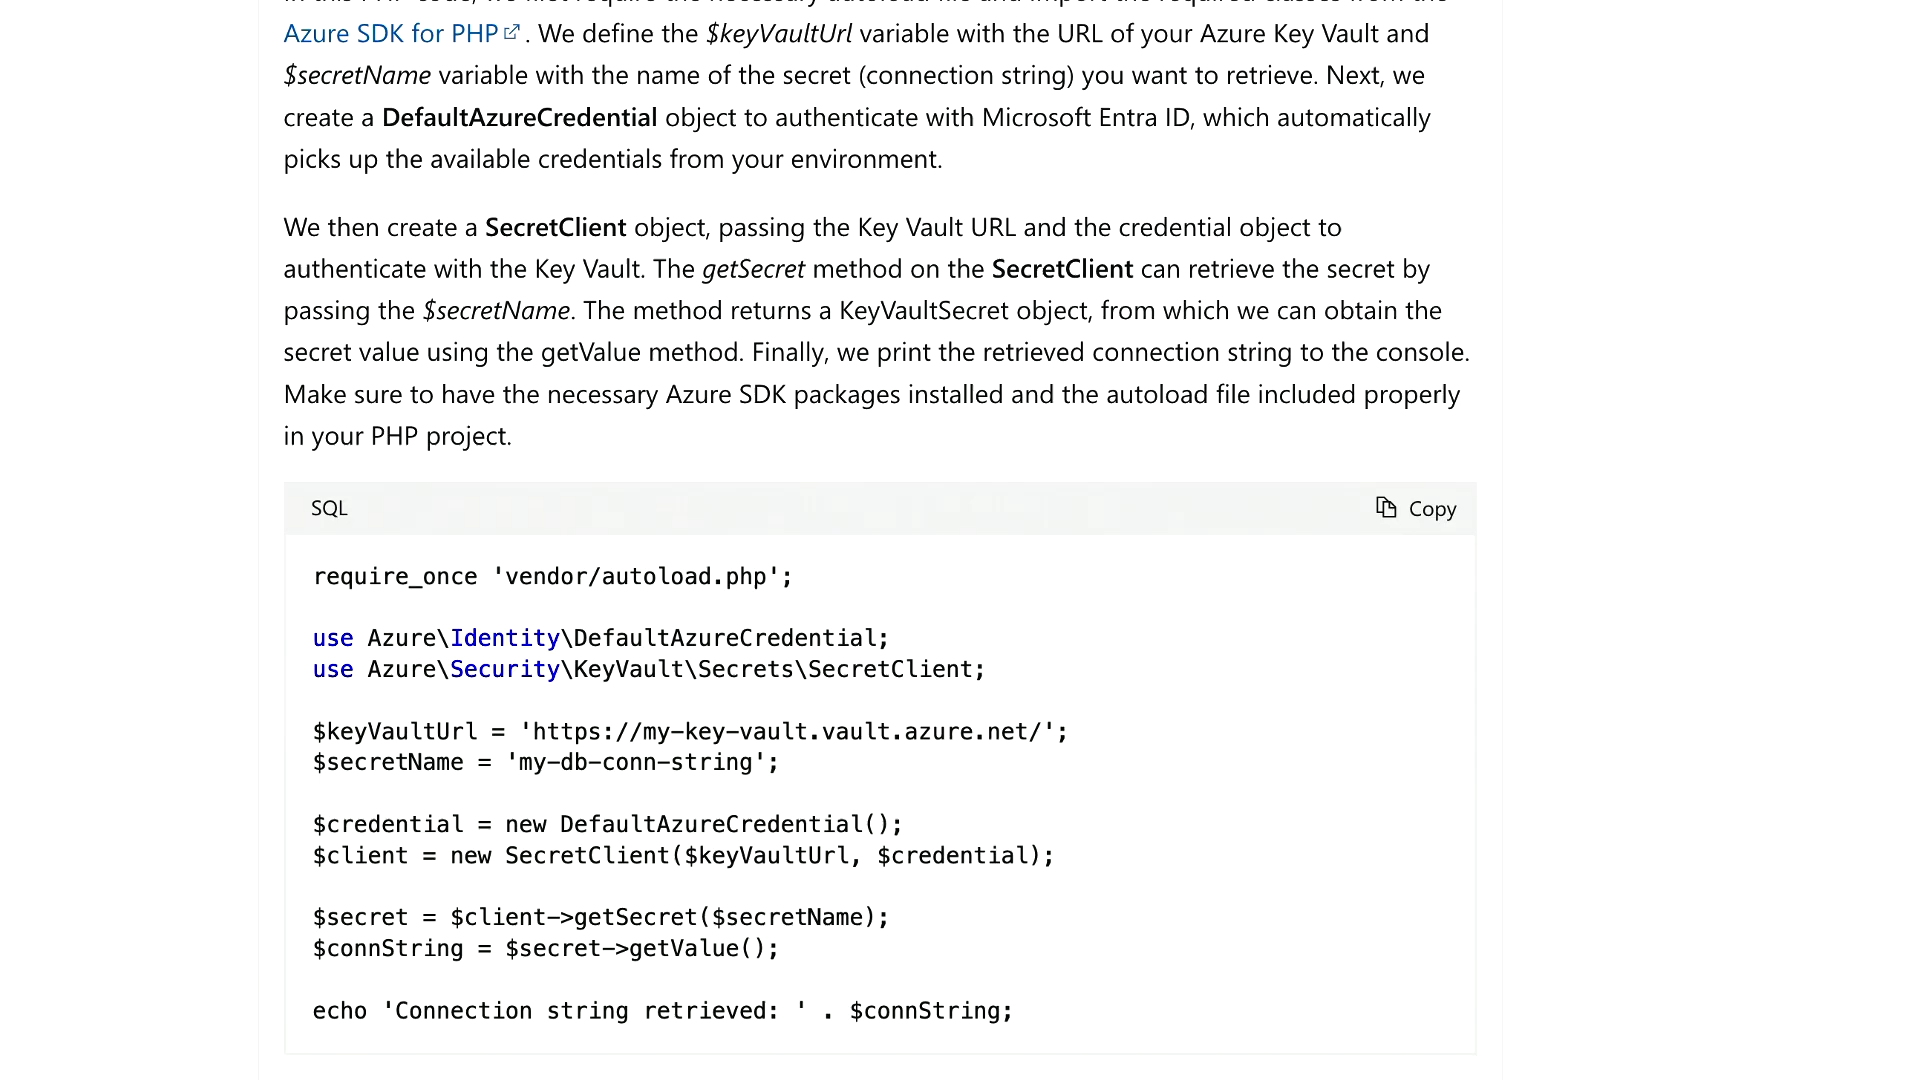 Azure SDK for PHP . We define the $keyVaultUrl variable with the URL of your Azure Key Vault and
$secretName variable with the name of the secret (connection string) you want to retrieve. Next, we
create a DefaultAzureCredential object to authenticate with Microsoft Entra ID, which automatically
picks up the available credentials from your environment.
We then create a SecretClient object, passing the Key Vault URL and the credential object to
authenticate with the Key Vault. The getSecret method on the SecretClient can retrieve the secret by
passing the $secretName. The method returns a KeyVaultSecret object, from which we can obtain the
secret value using the getValue method. Finally, we print the retrieved connection string to the console.
Make sure to have the necessary Azure SDK packages installed and the autoload file included properly
in your PHP project.
SQL Copy
require_once 'vendor/autoload.php';
use Azure\Identity\DefaultAzureCredential;
use Azure\Security\KeyVault\Secrets\SecretClient;
$keyVaultUrl = 'https://my-key-vault.vault.azure.net/';
$secretName = 'my-db-conn-string';
$credential = new DefaultAzureCredential();
$client = new SecretClient($keyVaultUrl, $credential);
$secret = $client->getSecret($secretName);
$connString = $secret->getValue();
echo 'Connection string retrieved: ' . $connString;